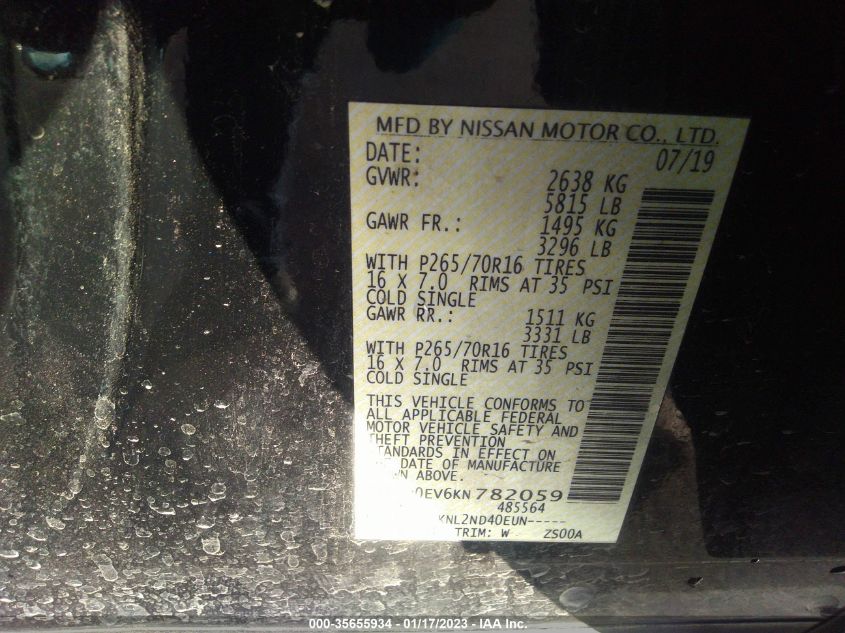 MFD BY NISSAN MOTOR CO., LTD.
DATE: 07/19
GVWR: 2638 KG
5815 LB
GAWR FR.: 1495 KG
3296 LB
WITH P265/70R16 TIRES
16 X 7.0 RIMS AT 35 PSI
COLD SINGLE
GAWR RR.: 1511 KG
3331 LB
WITH P265/70R16 TIRES
16 X 7.0 RIMS AT 35 PSI
COLD SINGLE
THIS VEHICLE CONFORMS TO
ALL APPLICABLE FEDERAL
MOTOR VEHICLE SAFETY AND
THEFT PREVENTION
STANDARDS IN EFFECT ON
DATE OF MANUFACTURE
ABOVE.
0EV6KN782059
485564
KNL2ND40EUN-----
TRIM: W ZS00A
000-35655934 - 01/17/2023 - IAA Inc.